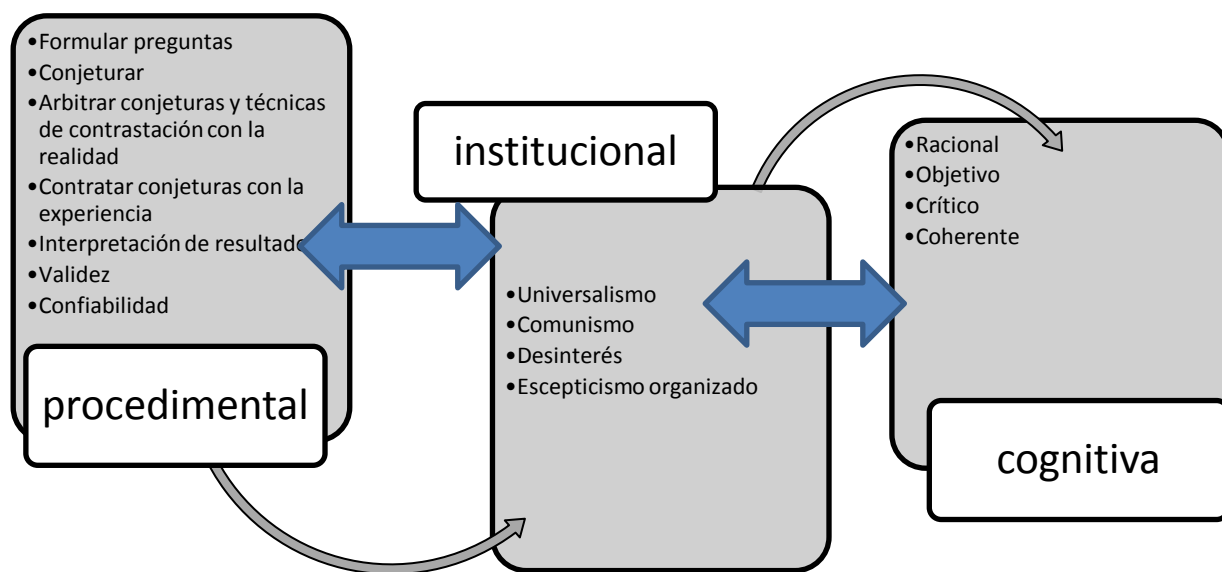 •Formular preguntas
•Conjeturar
•Arbitrar conjeturas y técnicas
de contrastación con la
realidad
•Contratar conjeturas con la
experiencia
•Interpretación de resultado
•Validez
•Confiabilidad
procedimental
institucional
•Universalismo
•Comunismo
•Desinterés
•Escepticismo organizado
•Racional
•Objetivo
•Crítico
•Coherente
cognitiva